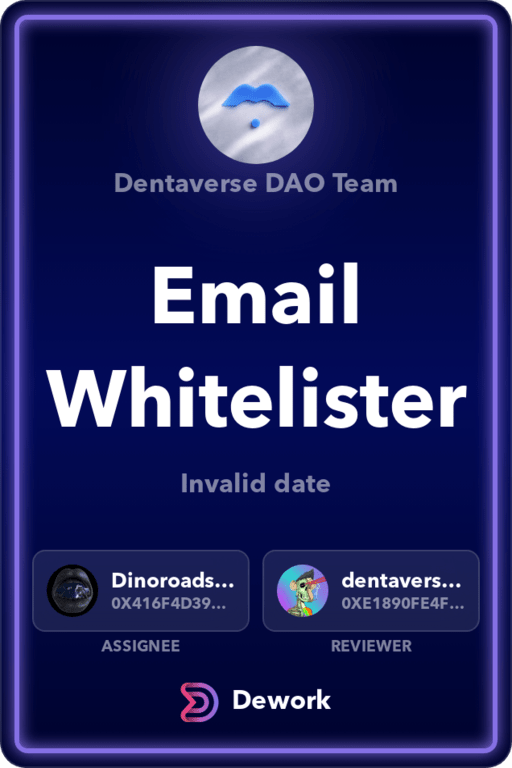 Dentaverse DAO Team
Email
Whitelister
Invalid date
Dinoroads...
0X416F4D39...
dentavers...
0XE1890FE4F...
ASSIGNEE
REVIEWER
Dework